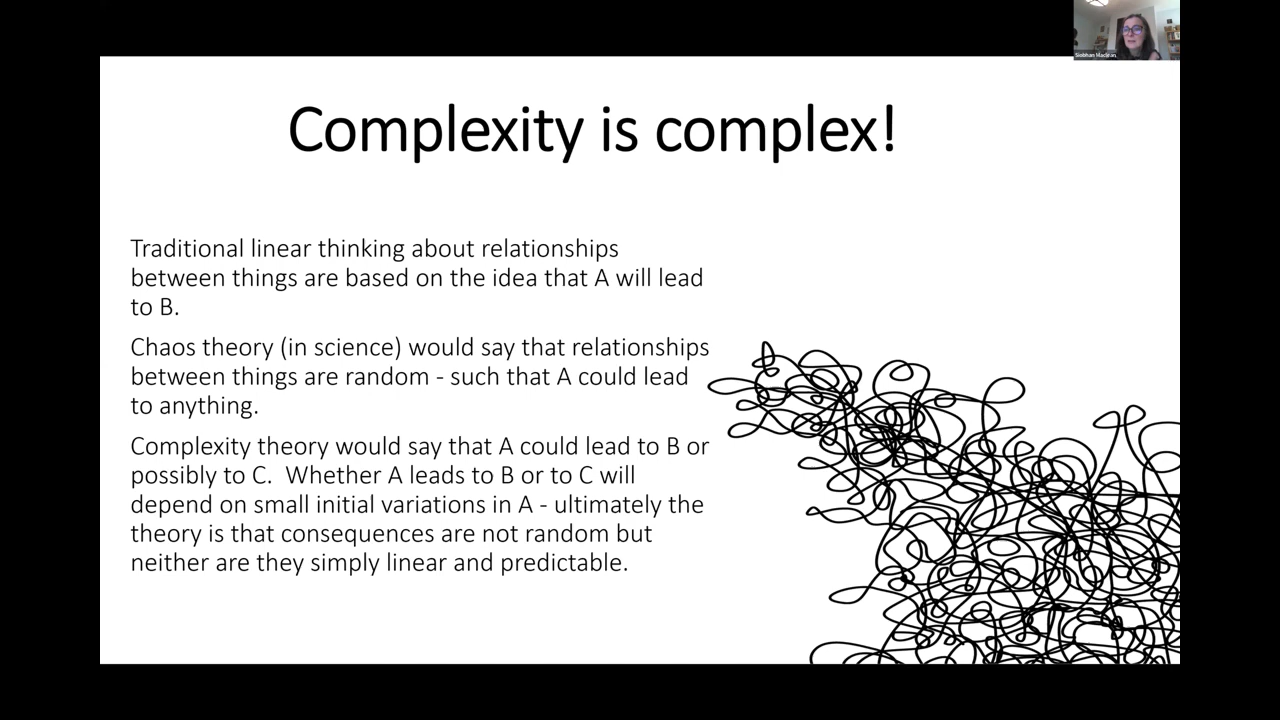 Siobhan Maclean
Complexity is complex!
Traditional linear thinking about relationships
between things are based on the idea that A will lead
to B.
Chaos theory (in science) would say that relationships
between things are random - such that A could lead
to anything.
Complexity theory would say that A could lead to B or
possibly to C.  Whether A leads to B or to C will
depend on small initial variations in A - ultimately the
theory is that consequences are not random but
neither are they simply linear and predictable.